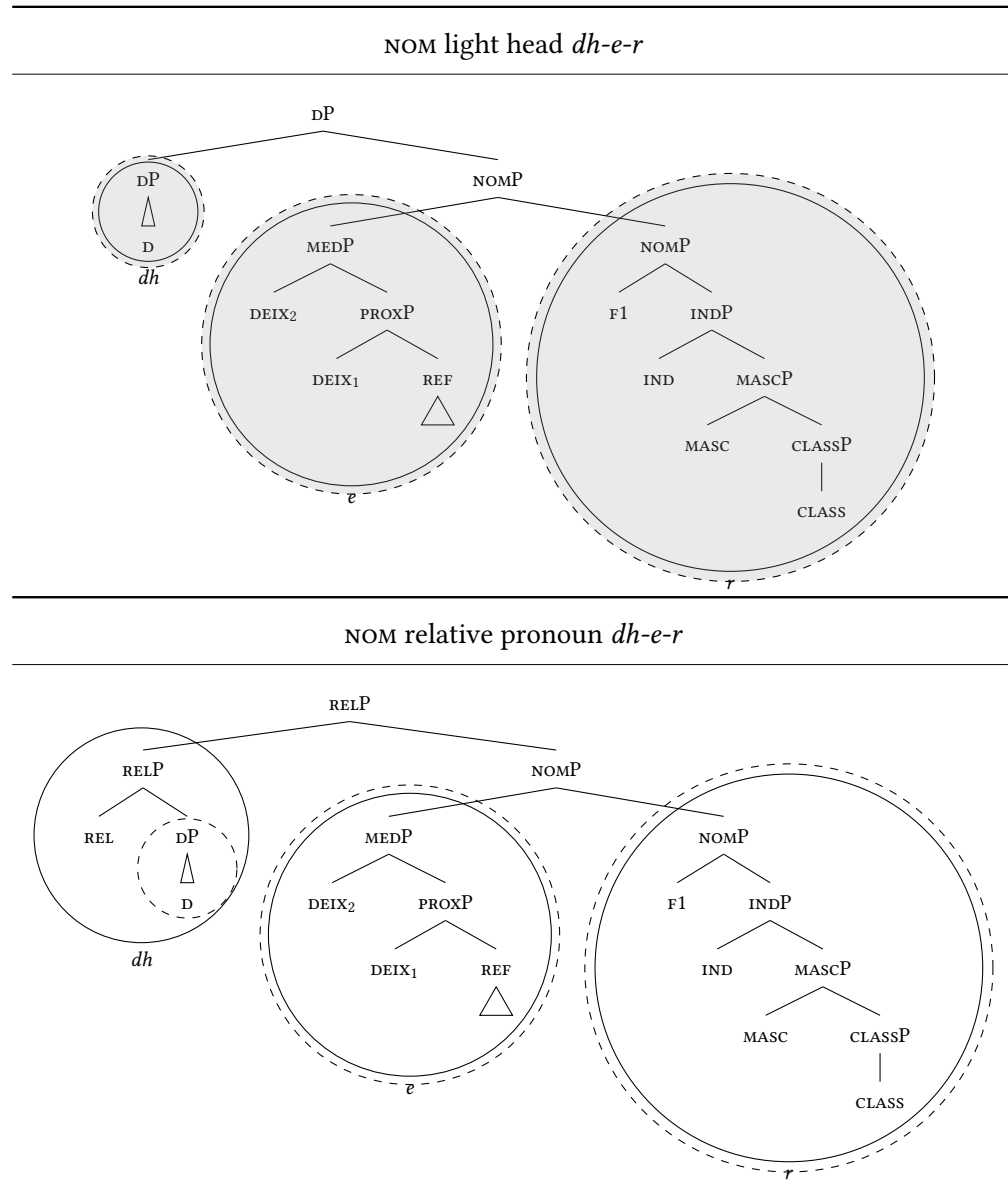 NOM light head dh-e-r
DP
DP NOMP
D MEDP NOMP
dh
DEIX2 PROXP F1 INDP
DEIX1 REF IND MASCP
MASC CLASSP
e
CLASS
r
NOM relative pronoun dh-e-r
RELP
RELP NOMP
REL DP MEDP NOMP
D DEIX2 PROXP F1 INDP
dh
DEIX1 REF IND MASCP
MASC CLASSP
e
CLASS
r